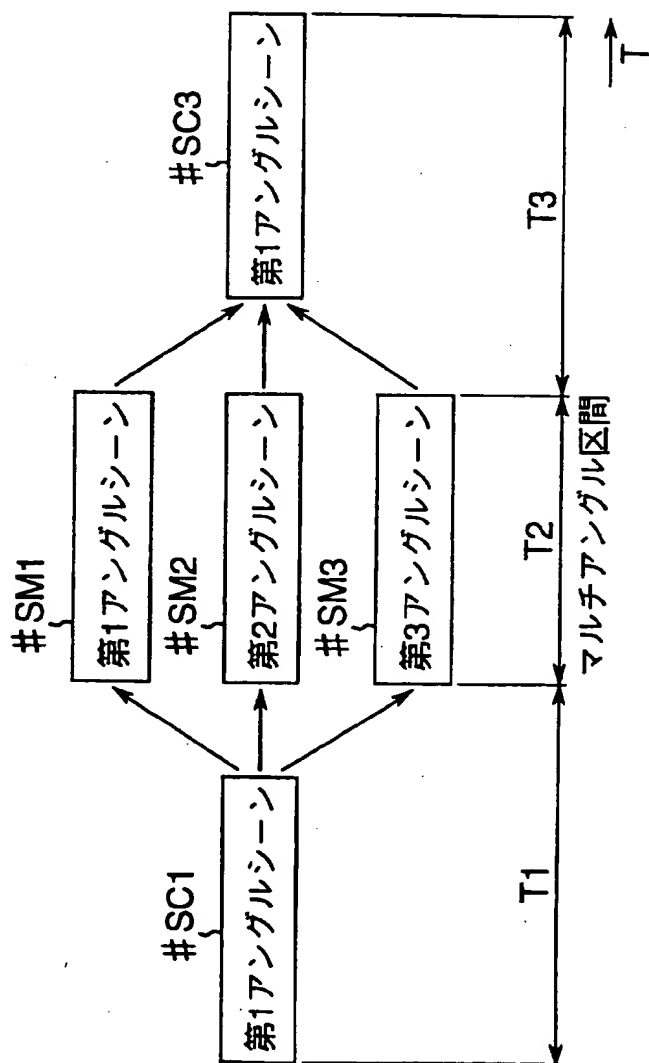 #SM1
第1アングルシーン
#SC1
第1アングルシーン
#SM2
第2アングルシーン
#SC3
第1アングルシーン
#SM3
第3アングルシーン
T1
T2
T3
マルチアングル区間
T